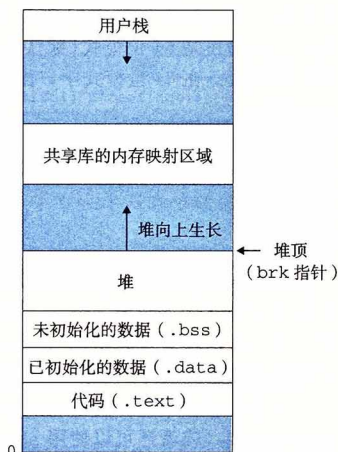 用户栈
共享库的内存映射区域
堆向上生长
堆顶
(brk 指针)
堆
未初始化的数据(.bss)
已初始化的数据(.data)
代码(.text)
0